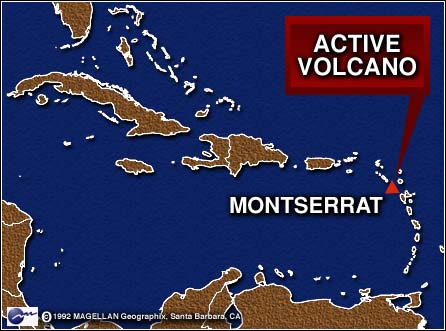 ACTIVE
VOLCANO
MONTSERRAT
© 1992 MAGELLAN Geographix, Santa Barbara, CA